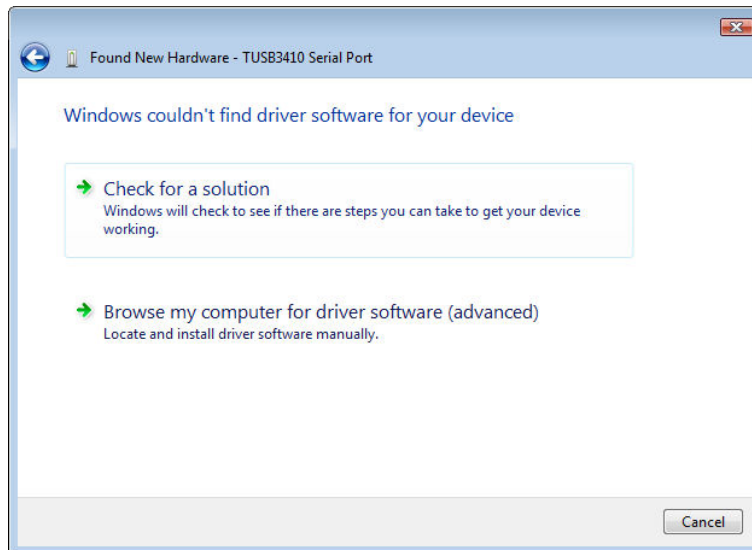 Found New Hardware - TUSB3410 Serial Port
Windows couldn't find driver software for your device
Check for a solution
Windows will check to see if there are steps you can take to get your device
working.
Browse my computer for driver software (advanced)
Locate and install driver software manually.
Cancel